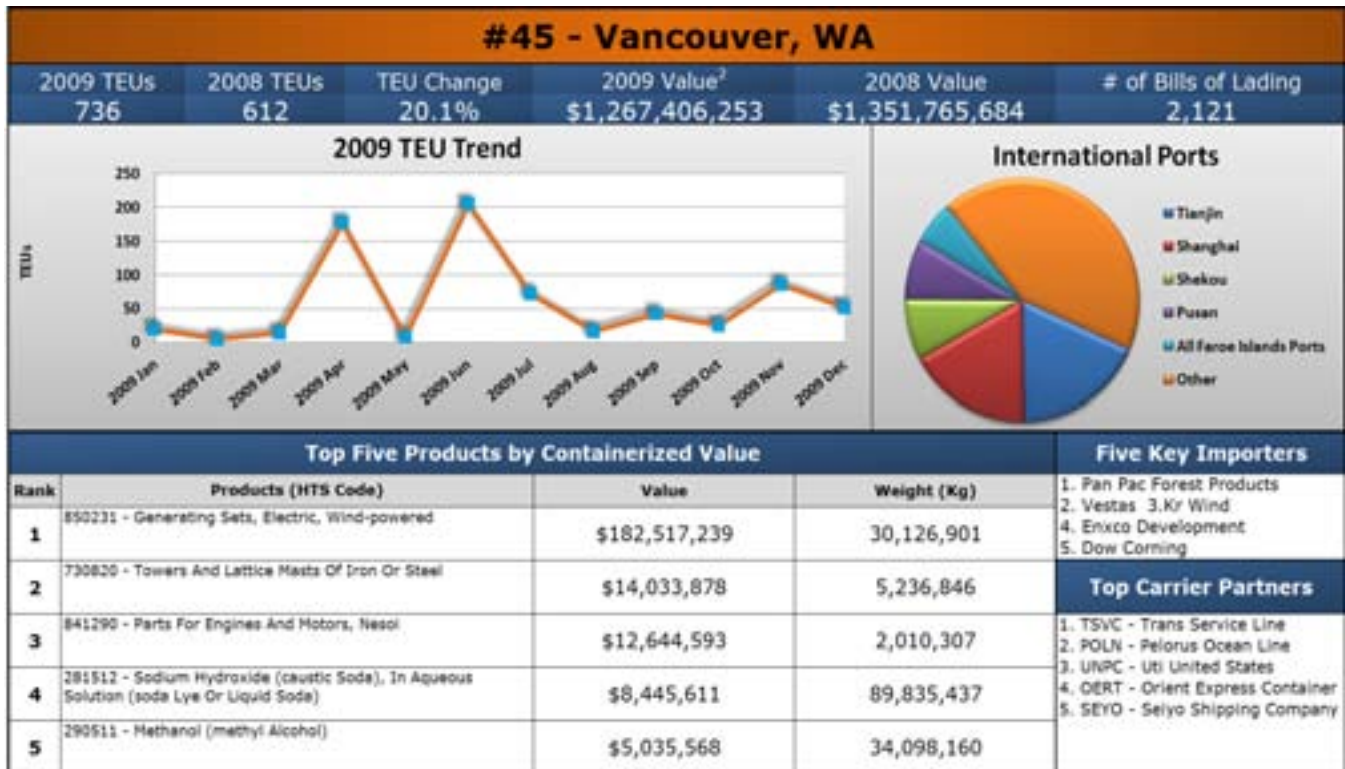 #45 - Vancouver, WA
2009 TEUs 2008 TEUs TEU Change 2009 Value² 2008 Value # of Bills of Lading
736 612 20.1% $1,267,406,253 $1,351,765,684 2,121
2009 TEU Trend
TEUs
250
200
150
100
50
0
2009 Jan 2009 Feb 2009 Mar 2009 Apr 2009 May 2009 Jun 2009 Jul 2009 Aug 2009 Sep 2009 Oct 2009 Nov 2009 Dec
International Ports
Tianjin
Shanghai
Shekou
Pusan
All Faroe Islands Ports
Other
Top Five Products by Containerized Value
Rank Products (HTS Code) Value Weight (Kg)
1 850231 - Generating Sets, Electric, Wind-powered $182,517,239 30,126,901
2 730820 - Towers And Lattice Masts Of Iron Or Steel $14,033,878 5,236,846
3 841290 - Parts For Engines And Motors, Nesoi $12,644,593 2,010,307
4 281512 - Sodium Hydroxide (caustic Soda), In Aqueous
Solution (soda Lye Or Liquid Soda) $8,445,611 89,835,437
5 290511 - Methanol (methyl Alcohol) $5,035,568 34,098,160
Five Key Importers
1. Pan Pac Forest Products
2. Vestas 3.Kr Wind
4. Enxco Development
5. Dow Corning
Top Carrier Partners
1. TSVC - Trans Service Line
2. POLN - Pelorus Ocean Line
3. UNPC - Uti United States
4. OERT - Orient Express Container
5. SEYO - Seiyo Shipping Company